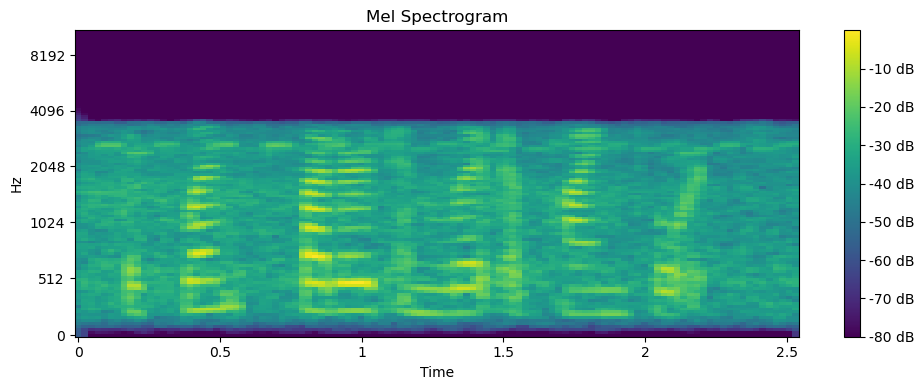 Mel Spectrogram
8192
4096
2048
1024
512
0
Hz
0
0.5
1
1.5
2
2.5
Time
-10 dB
-20 dB
-30 dB
-40 dB
-50 dB
-60 dB
-70 dB
-80 dB